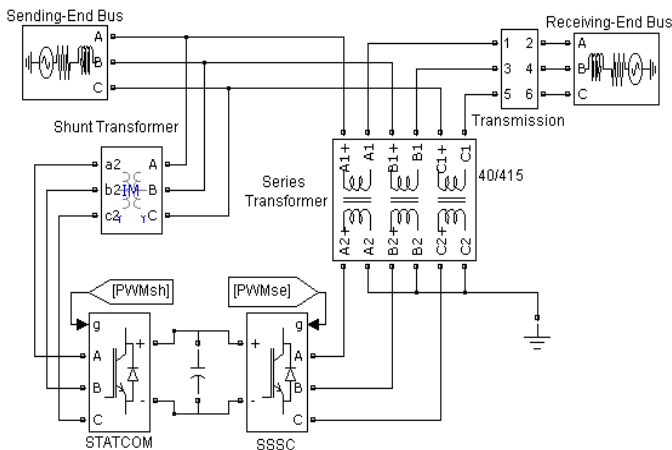 Sending-End Bus
Receiving-End Bus
A
B
C
1 2
3 4
5 6
A
B
C
Transmission
Shunt Transformer
a2 A
b2 IM B
c2 Y Y C
Series
Transformer
A1+ A1 B1+ B1 C1+ C1
40/415
A2+ A2 B2+ B2 C2+ C2
[PWMsh]
[PWMse]
g
A +
B
C -
STATCOM
g
+ A
B
- C
SSSC